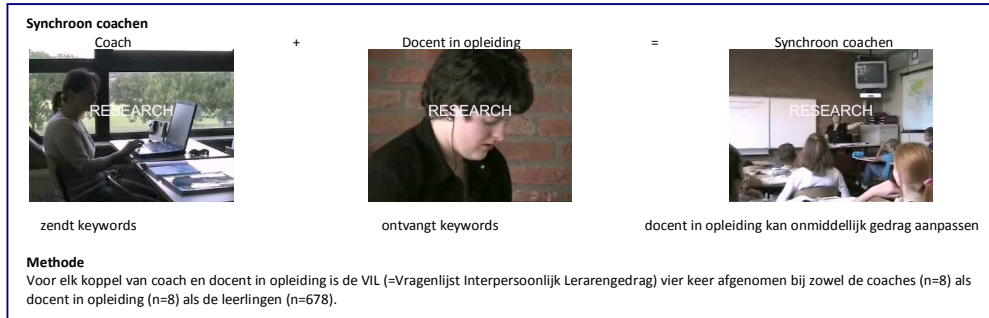 Synchroon coachen
Coach + Docent in opleiding = Synchroon coachen
RESEARCH RESEARCH RESEARCH
zendt keywords ontvangt keywords docent in opleiding kan onmiddellijk gedrag aanpassen
Methode
Voor elk koppel van coach en docent in opleiding is de VIL (=Vragenlijst Interpersoonlijk Lerarengedrag) vier keer afgenomen bij zowel de coaches (n=8) als
docent in opleiding (n=8) als de leerlingen (n=678).